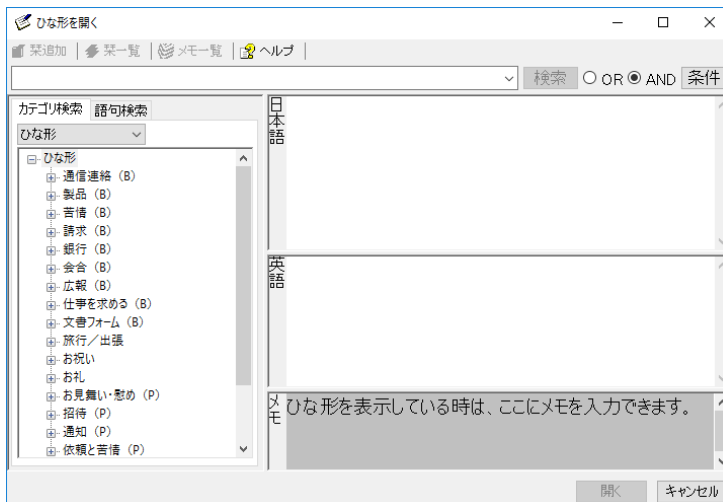 ひな形を開く
栞追加 栞一覧 メモ一覧 ヘルプ
検索 OR AND 条件
カテゴリ検索 語句検索
ひな形
ひな形
通信連絡 (B)
製品 (B)
苦情 (B)
請求 (B)
銀行 (B)
会合 (B)
広報 (B)
仕事を求める (B)
文書フォーム (B)
旅行/出張
お祝い
お礼
お見舞い・慰め (P)
招待 (P)
通知 (P)
依頼と苦情 (P)
日本語
英語
メモ
ひな形を表示している時は、ここにメモを入力できます。
開く キャンセル